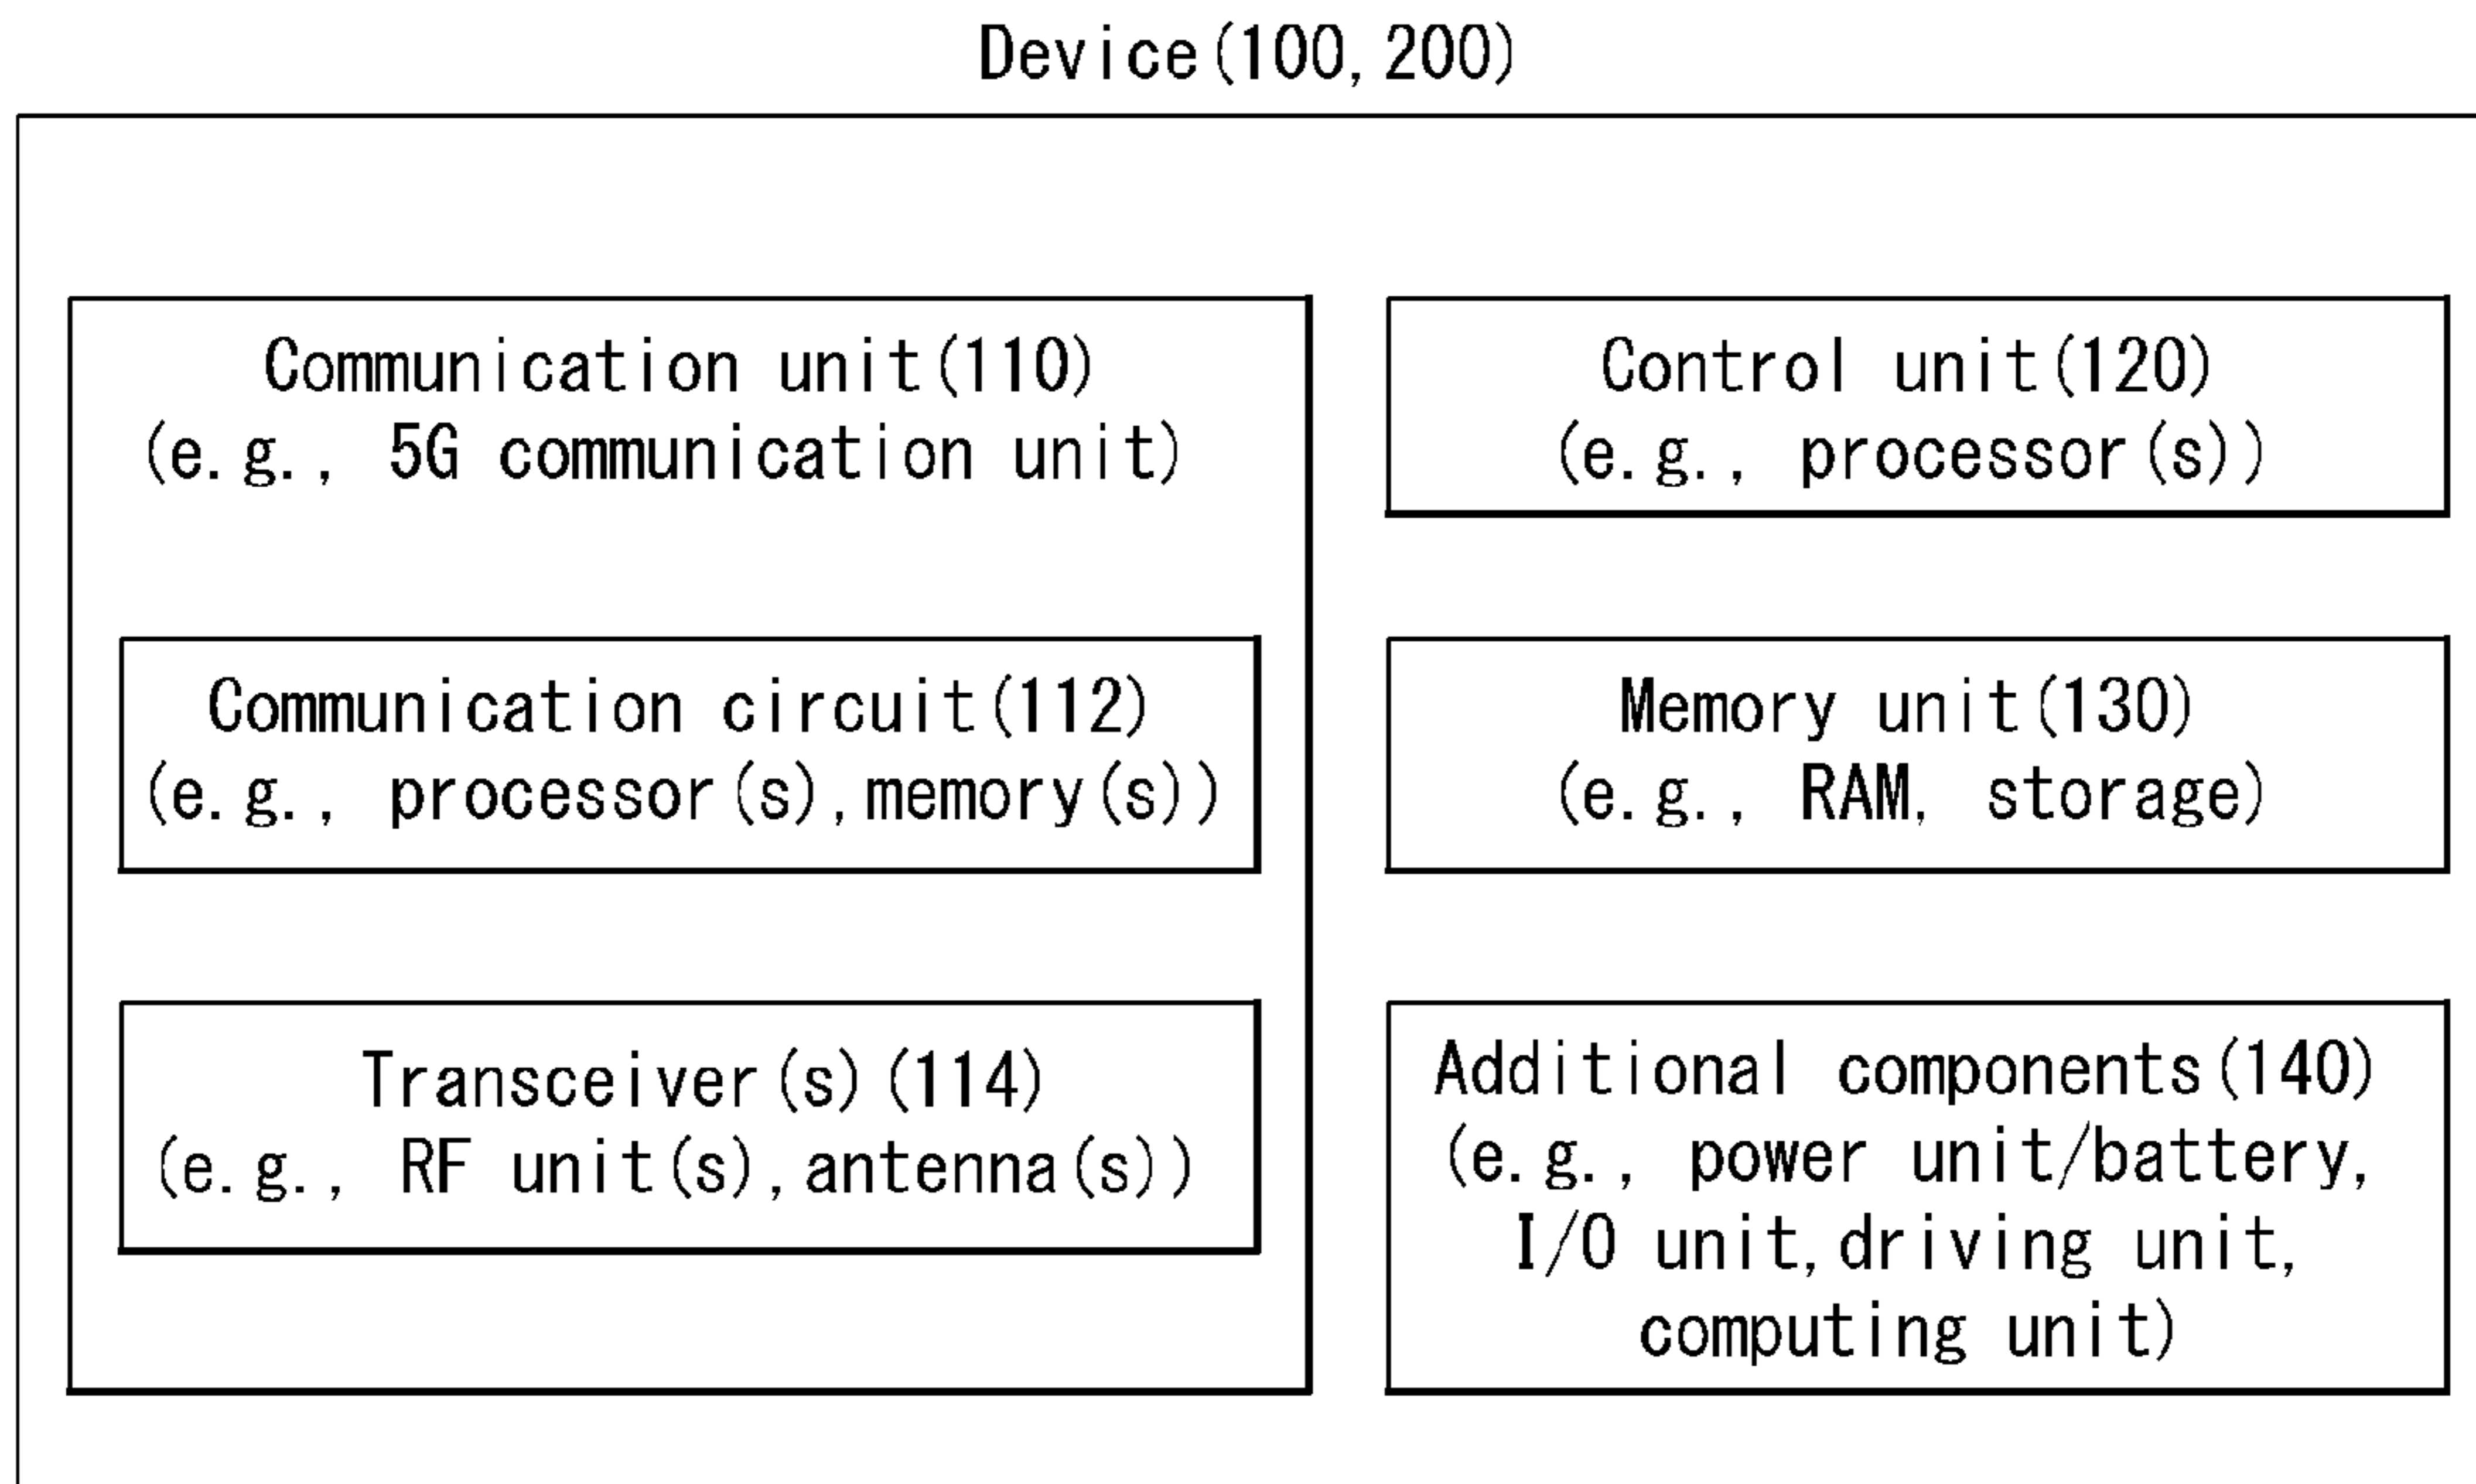 Device(100,200)
Communication unit(110)
(e.g., 5G communication unit)
Communication circuit(112)
(e.g., processor(s),memory(s))
Transceiver(s)(114)
(e.g., RF unit(s),antenna(s))
Control unit(120)
(e.g., processor(s))
Memory unit(130)
(e.g., RAM, storage)
Additional components(140)
(e.g., power unit/battery,
I/O unit,driving unit,
computing unit)